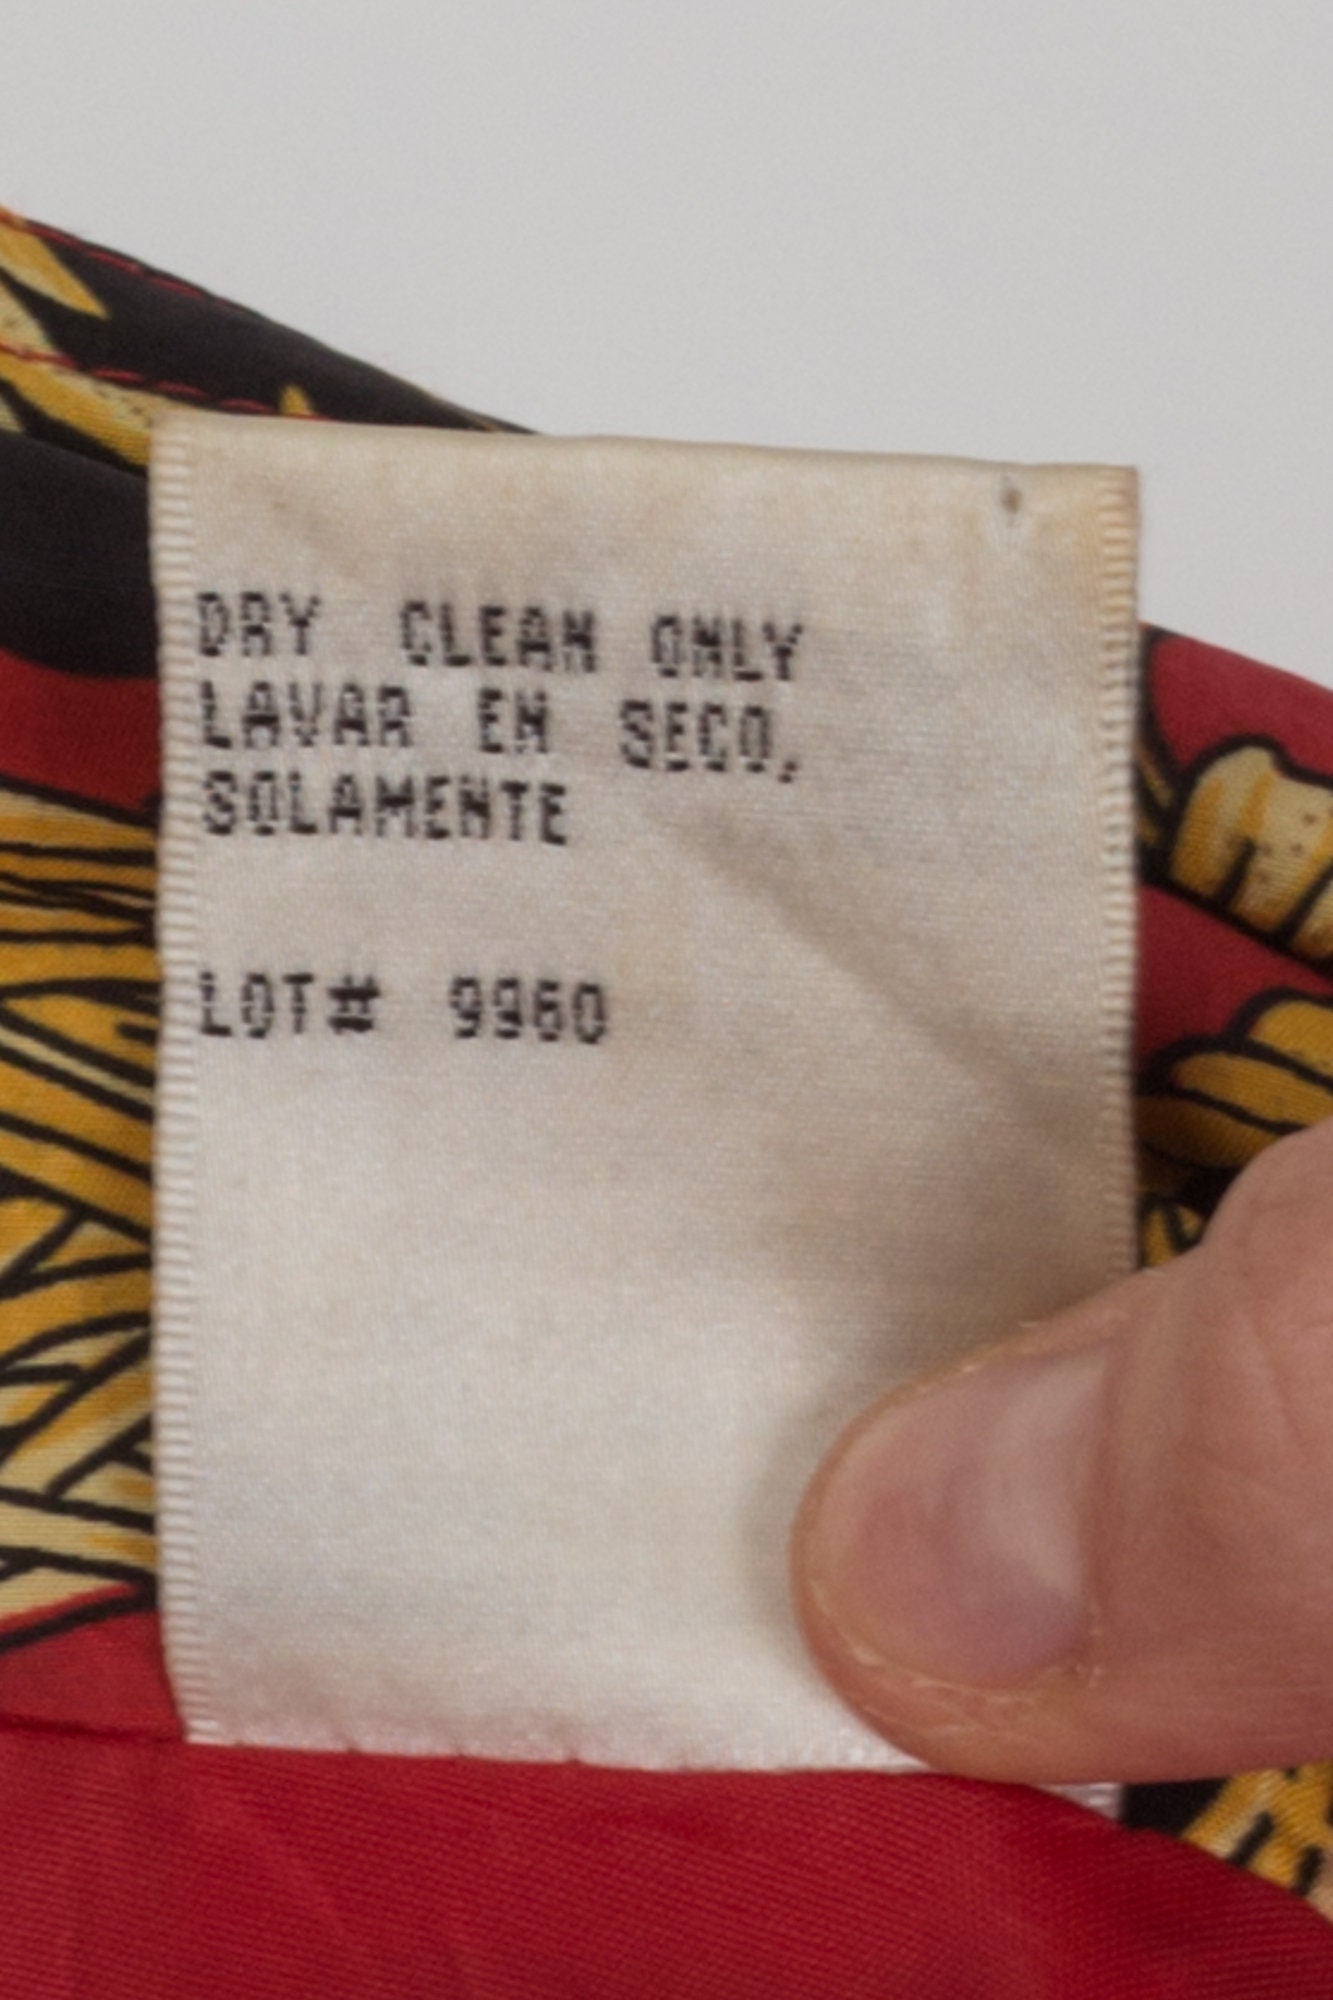 DRY CLEAN ONLY
LAVAR EN SECO,
SOLAMENTE
LOT# 9960